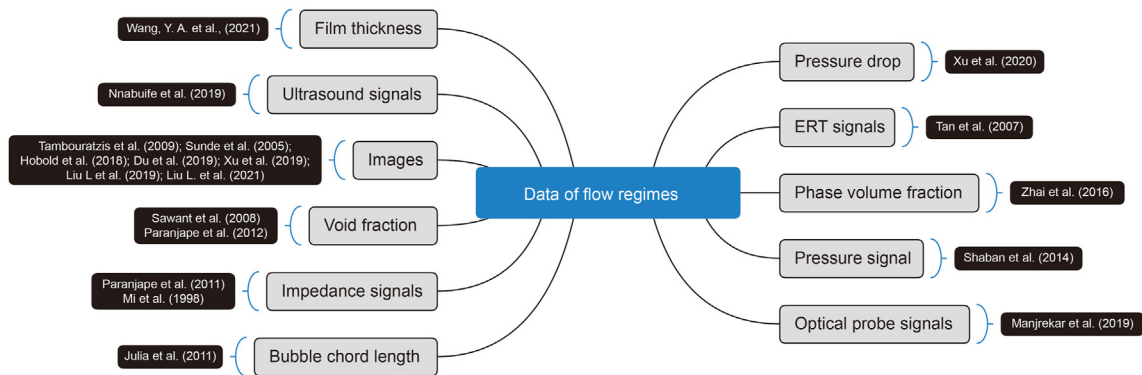 Wang, Y. A. et al., (2021)
Film thickness
Nnabuife et al. (2019)
Ultrasound signals
Tambouratzis et al. (2009); Sunde et al. (2005);
Hobold et al. (2018); Du et al. (2019); Xu et al. (2019);
Liu L et al. (2019); Liu L. et al. (2021)
Images
Sawant et al. (2008)
Paranjape et al. (2012)
Void fraction
Paranjape et al. (2011)
Mi et al. (1998)
Impedance signals
Julia et al. (2011)
Bubble chord length
Data of flow regimes
Pressure drop
Xu et al. (2020)
ERT signals
Tan et al. (2007)
Phase volume fraction
Zhai et al. (2016)
Pressure signal
Shaban et al. (2014)
Optical probe signals
Manjrekar et al. (2019)